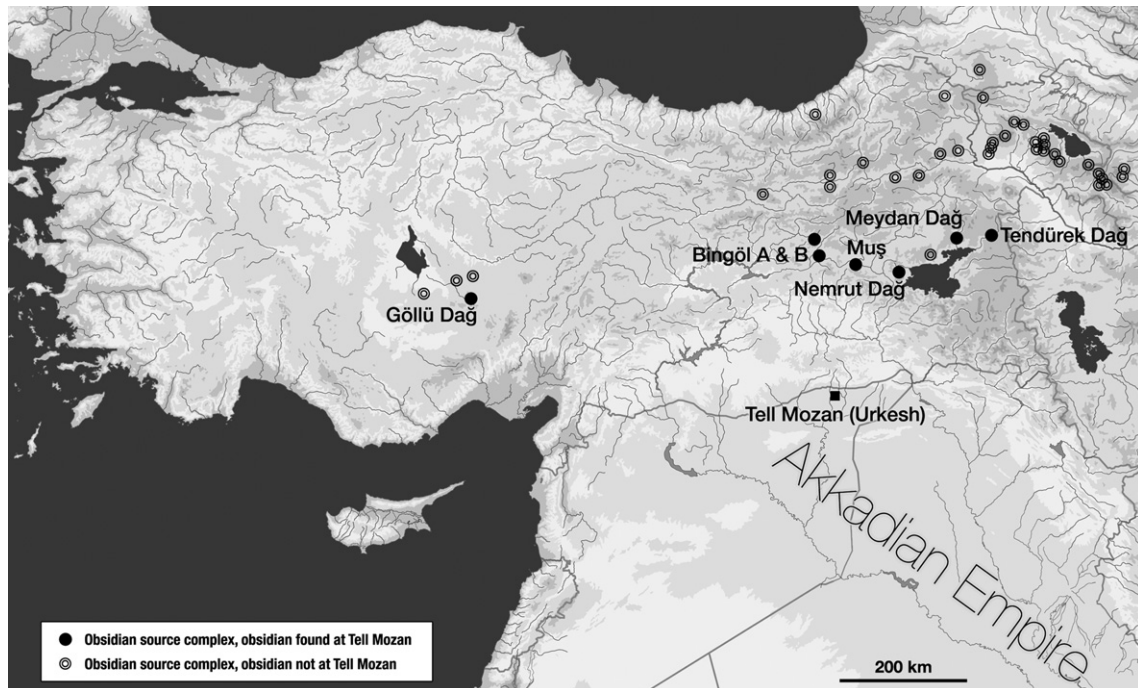 Meydan Dağ
Tendürek Dağ
Bingöl A & B
Muş
Nemrut Dağ
Göllü Dağ
Tell Mozan (Urkesh)
Akkadian Empire
Obsidian source complex, obsidian found at Tell Mozan
Obsidian source complex, obsidian not at Tell Mozan
200 km